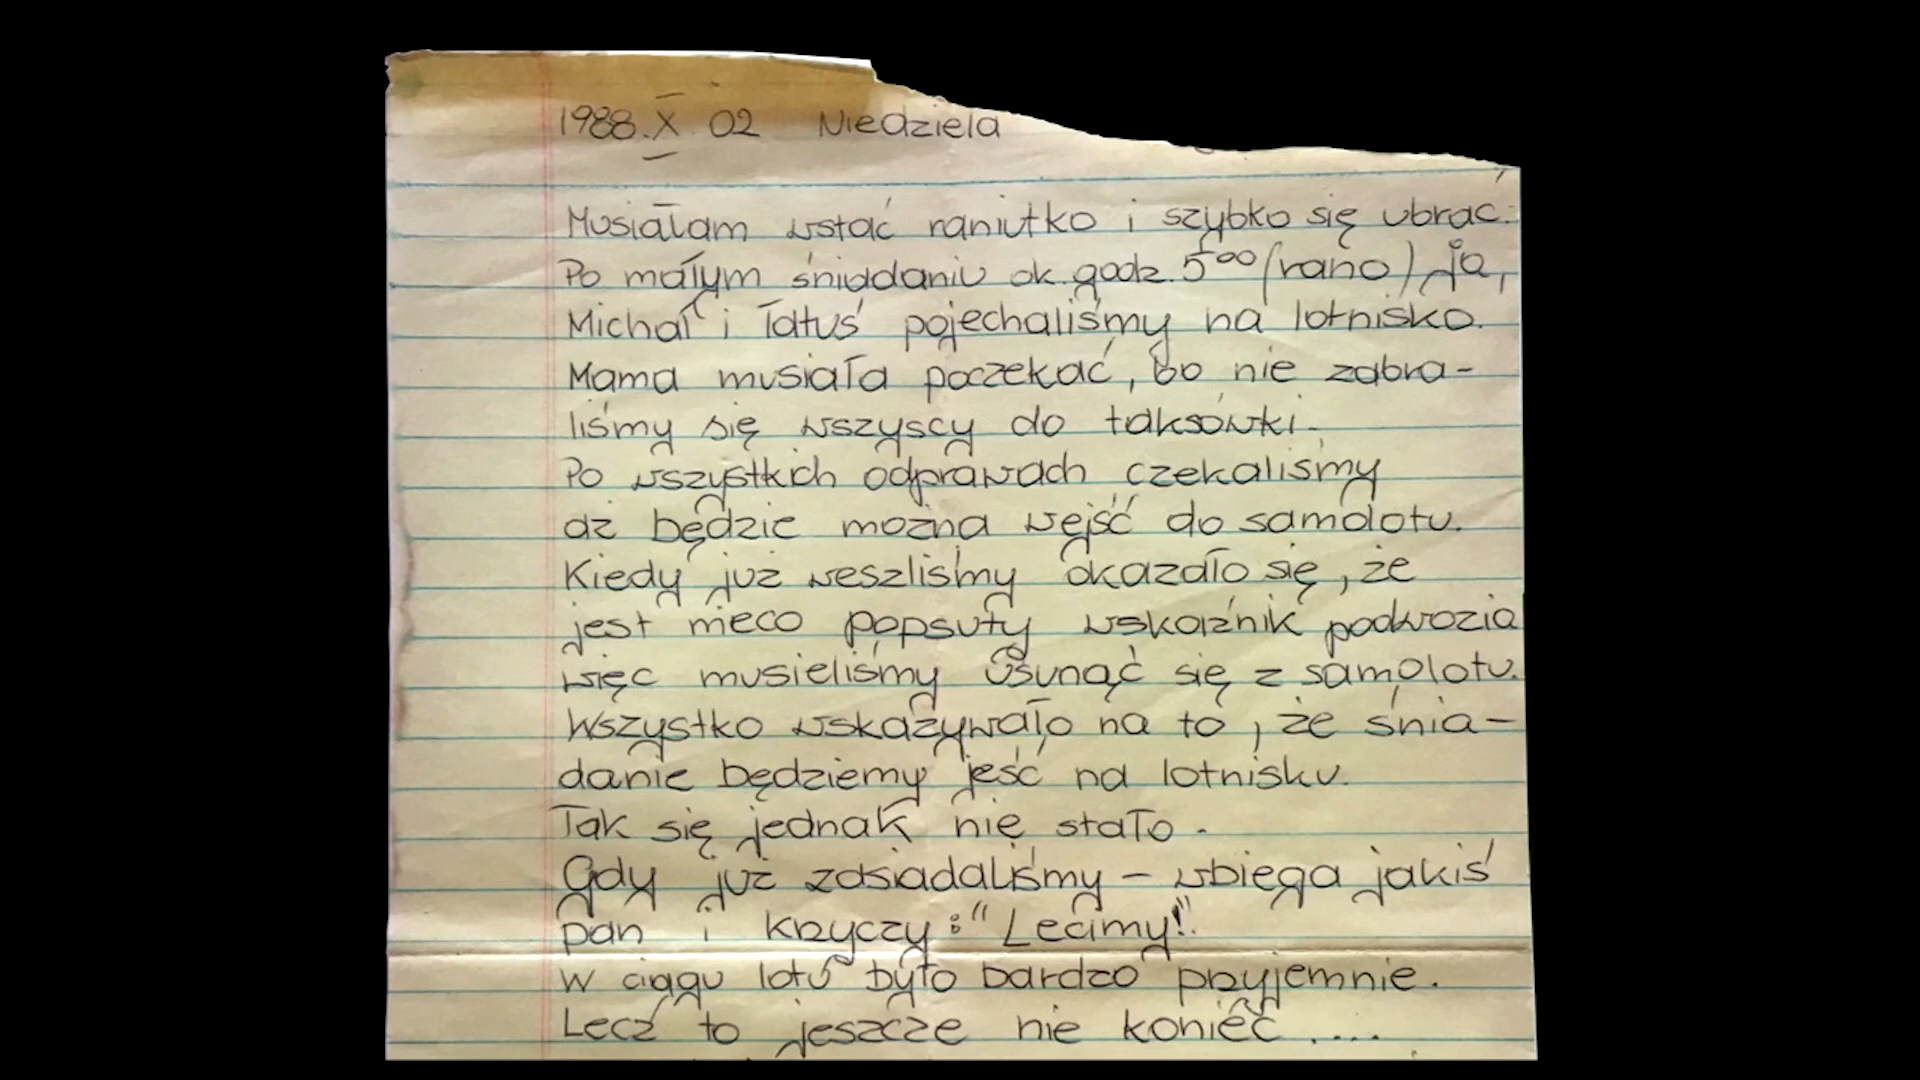 1988.X.02 Niedziela
Musiałam wstać raniutko i szybko się ubrać.
Po małym śniadaniu ok. godz. 5⁰⁰ (rano) ja,
Michał i Tatuś pojechaliśmy na lotnisko.
Mama musiała poczekać, bo nie zabra-
liśmy się wszyscy do taksówki.
Po wszystkich odprawach czekaliśmy
aż będzie można wejść do samolotu.
Kiedy już weszliśmy okazało się, że
jest nieco popsuty wskaźnik podwozia
więc musieliśmy usunąć się z samolotu.
Wszystko wskazywało na to, że śnia-
danie będziemy jeść na lotnisku.
Tak się jednak nie stało.
Gdy już zasiadaliśmy – wbiega jakiś
pan i krzyczy: "Lecimy!"
W ciągu lotu było bardzo przyjemnie.
Lecz to jeszcze nie koniec ....